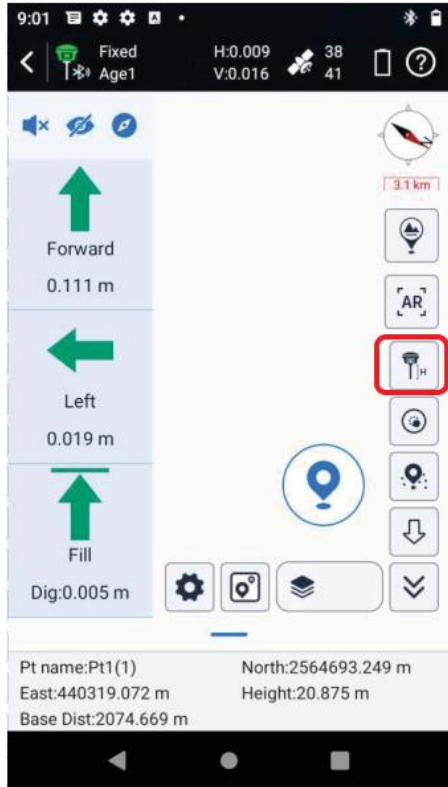 9:01
Fixed H:0.009 38
Age1 V:0.016 41
3.1 km
Forward
0.111 m
AR
H
Left
0.019 m
Fill
Dig:0.005 m
Pt name:Pt1(1) North:2564693.249 m
East:440319.072 m Height:20.875 m
Base Dist:2074.669 m